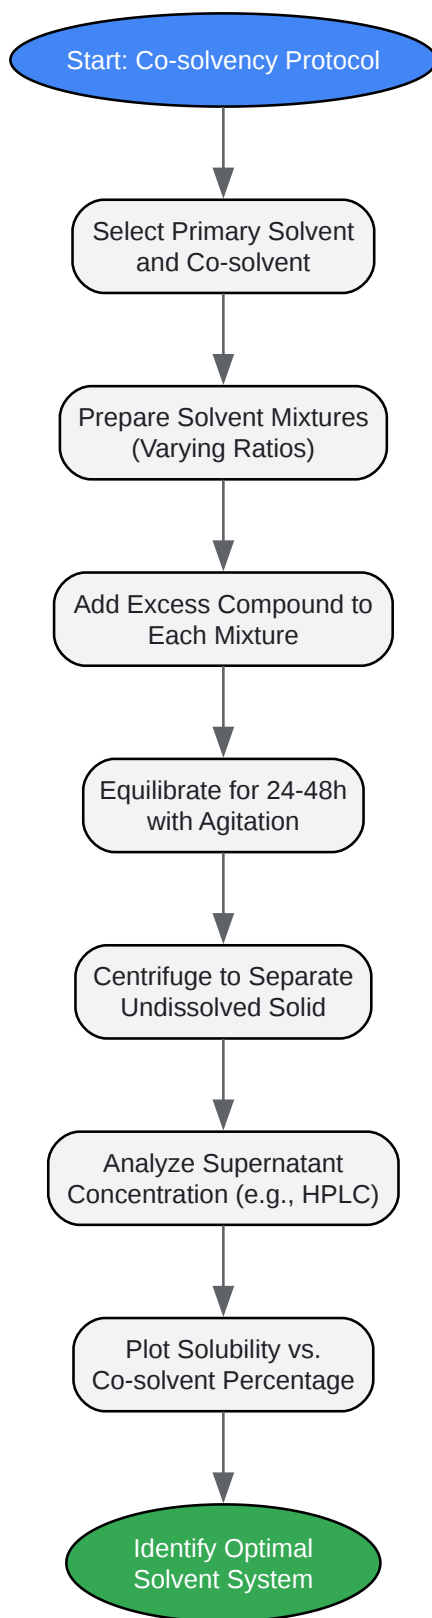 Start: Co-solvency Protocol
Select Primary Solvent
and Co-solvent
Prepare Solvent Mixtures
(Varying Ratios)
Add Excess Compound to
Each Mixture
Equilibrate for 24-48h
with Agitation
Centrifuge to Separate
Undissolved Solid
Analyze Supernatant
Concentration (e.g., HPLC)
Plot Solubility vs.
Co-solvent Percentage
Identify Optimal
Solvent System